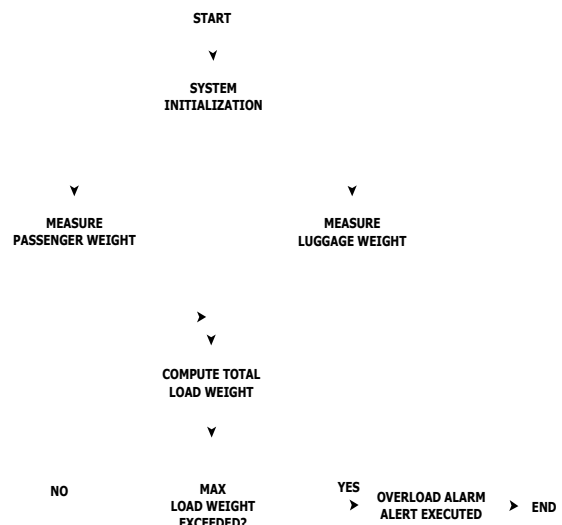 START
SYSTEM
INITIALIZATION
MEASURE
PASSENGER WEIGHT
MEASURE
LUGGAGE WEIGHT
COMPUTE TOTAL
LOAD WEIGHT
NO
MAX
LOAD WEIGHT
EXCEEDED?
YES
OVERLOAD ALARM
ALERT EXECUTED
END